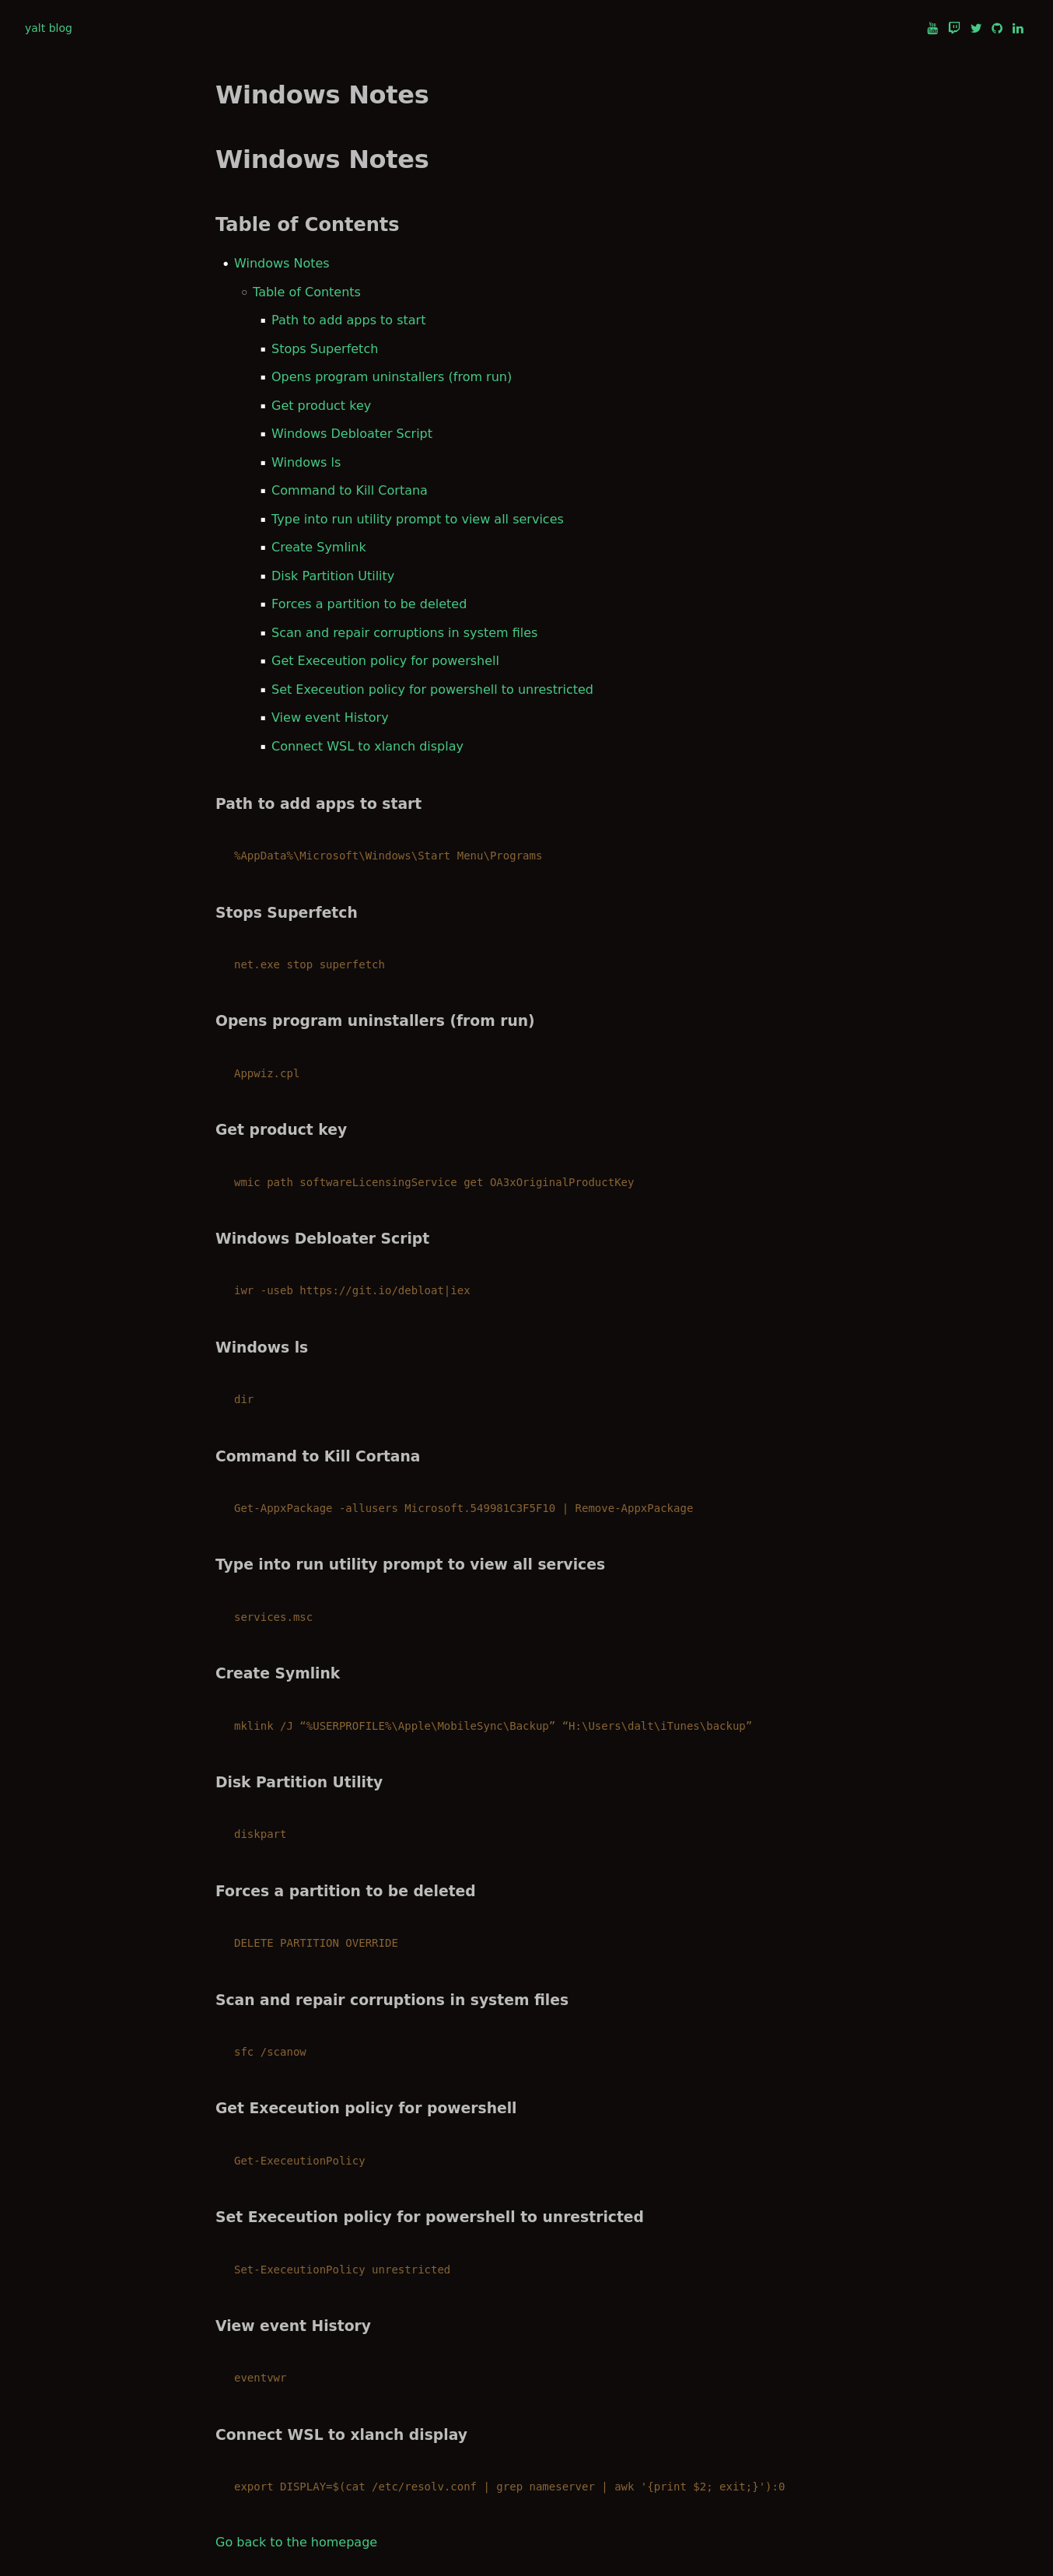 yalt blog
Windows Notes
Windows Notes
Table of Contents
Windows Notes
Table of Contents
Path to add apps to start
Stops Superfetch
Opens program uninstallers (from run)
Get product key
Windows Debloater Script
Windows ls
Command to Kill Cortana
Type into run utility prompt to view all services
Create Symlink
Disk Partition Utility
Forces a partition to be deleted
Scan and repair corruptions in system files
Get Execeution policy for powershell
Set Execeution policy for powershell to unrestricted
View event History
Connect WSL to xlanch display
Path to add apps to start
%AppData%\Microsoft\Windows\Start Menu\Programs
Stops Superfetch
net.exe stop superfetch
Opens program uninstallers (from run)
Appwiz.cpl
Get product key
wmic path softwareLicensingService get OA3xOriginalProductKey
Windows Debloater Script
iwr -useb https://git.io/debloat|iex
Windows ls
dir
Command to Kill Cortana
Get-AppxPackage -allusers Microsoft.549981C3F5F10 | Remove-AppxPackage
Type into run utility prompt to view all services
services.msc
Create Symlink
mklink /J “%USERPROFILE%\Apple\MobileSync\Backup” “H:\Users\dalt\iTunes\backup”
Disk Partition Utility
diskpart
Forces a partition to be deleted
DELETE PARTITION OVERRIDE
Scan and repair corruptions in system files
sfc /scanow
Get Execeution policy for powershell
Get-ExeceutionPolicy
Set Execeution policy for powershell to unrestricted
Set-ExeceutionPolicy unrestricted
View event History
eventvwr
Connect WSL to xlanch display
export DISPLAY=$(cat /etc/resolv.conf | grep nameserver | awk '{print $2; exit;}'):0
Go back to the homepage